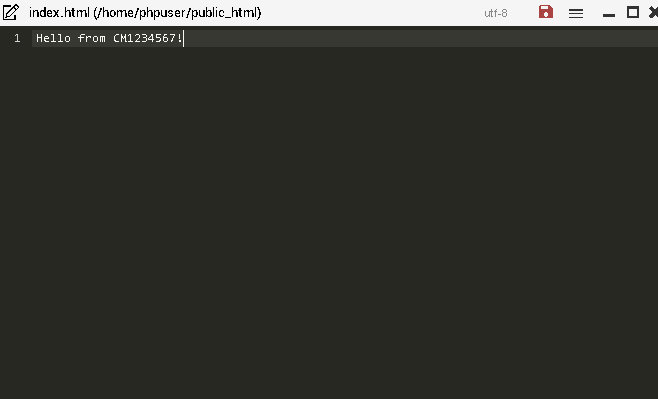 index.html (/home/phpuser/public_html)
utf-8
1
Hello from CM1234567!